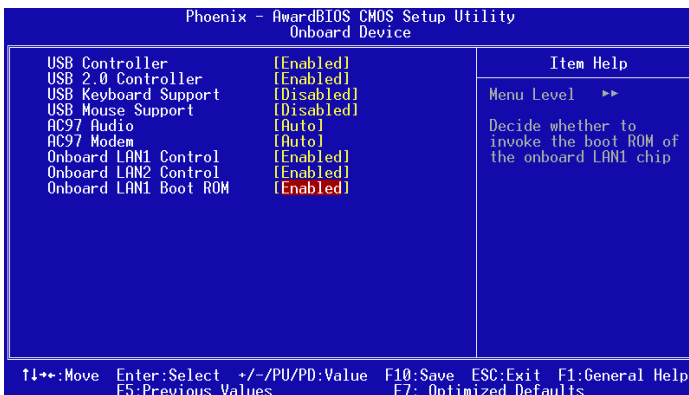 Phoenix - AwardBIOS CMOS Setup Utility
Onboard Device
USB Controller [Enabled]
USB 2.0 Controller [Enabled]
USB Keyboard Support [Disabled]
USB Mouse Support [Disabled]
AC97 Audio [Auto]
AC97 Modem [Auto]
Onboard LAN1 Control [Enabled]
Onboard LAN2 Control [Enabled]
Onboard LAN1 Boot ROM [Enabled]
Item Help
Menu Level ▸▸
Decide whether to
invoke the boot ROM of
the onboard LAN1 chip
↑↓→←:Move Enter:Select +/-/PU/PD:Value F10:Save ESC:Exit F1:General Help
F5:Previous Values F7: Optimized Defaults